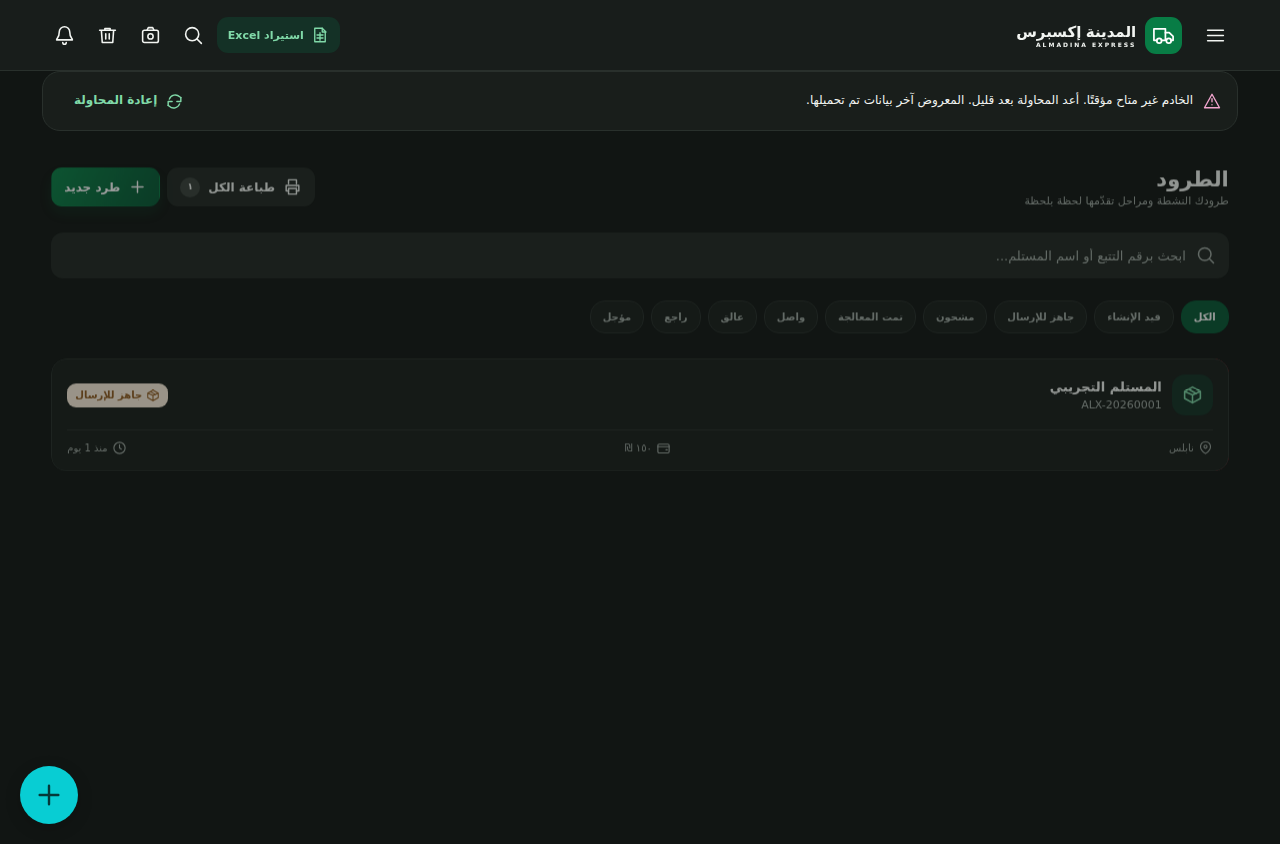 المدينة إكسبرس
ALMADINA EXPRESS
استيراد Excel
الخادم غير متاح مؤقتًا. أعد المحاولة بعد قليل. المعروض آخر بيانات تم تحميلها.
إعادة المحاولة
الطرود
طرودك النشطة ومراحل تقدّمها لحظة بلحظة
طباعة الكل ١
طرد جديد
ابحث برقم التتبع أو اسم المستلم...
الكل
قيد الإنشاء
جاهز للإرسال
مشحون
تمت المعالجة
واصل
عالق
راجع
مؤجل
المستلم التجريبي
ALX-20260001
جاهز للإرسال
نابلس
١٥٠ ₪
منذ 1 يوم